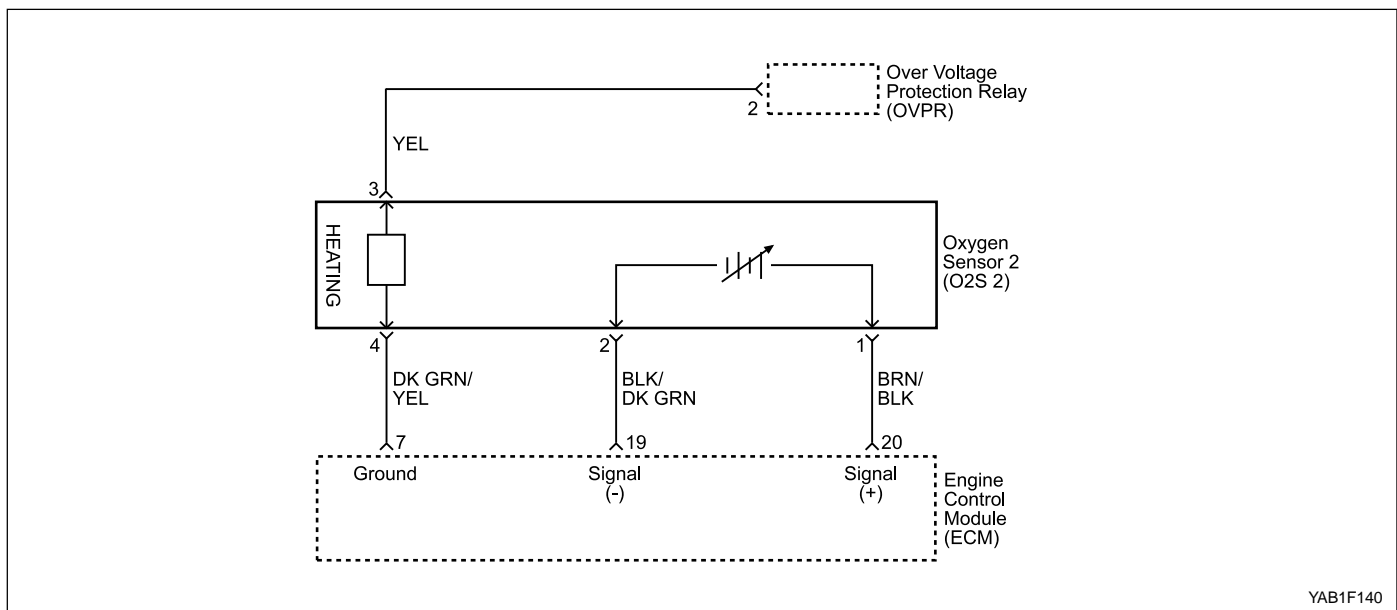 Over Voltage
Protection Relay
(OVPR)
2
YEL
3
HEATING
Oxygen
Sensor 2
(O2S 2)
4
2
1
DK GRN/
YEL
BLK/
DK GRN
BRN/
BLK
7
19
20
Ground
Signal
(-)
Signal
(+)
Engine
Control
Module
(ECM)
YAB1F140